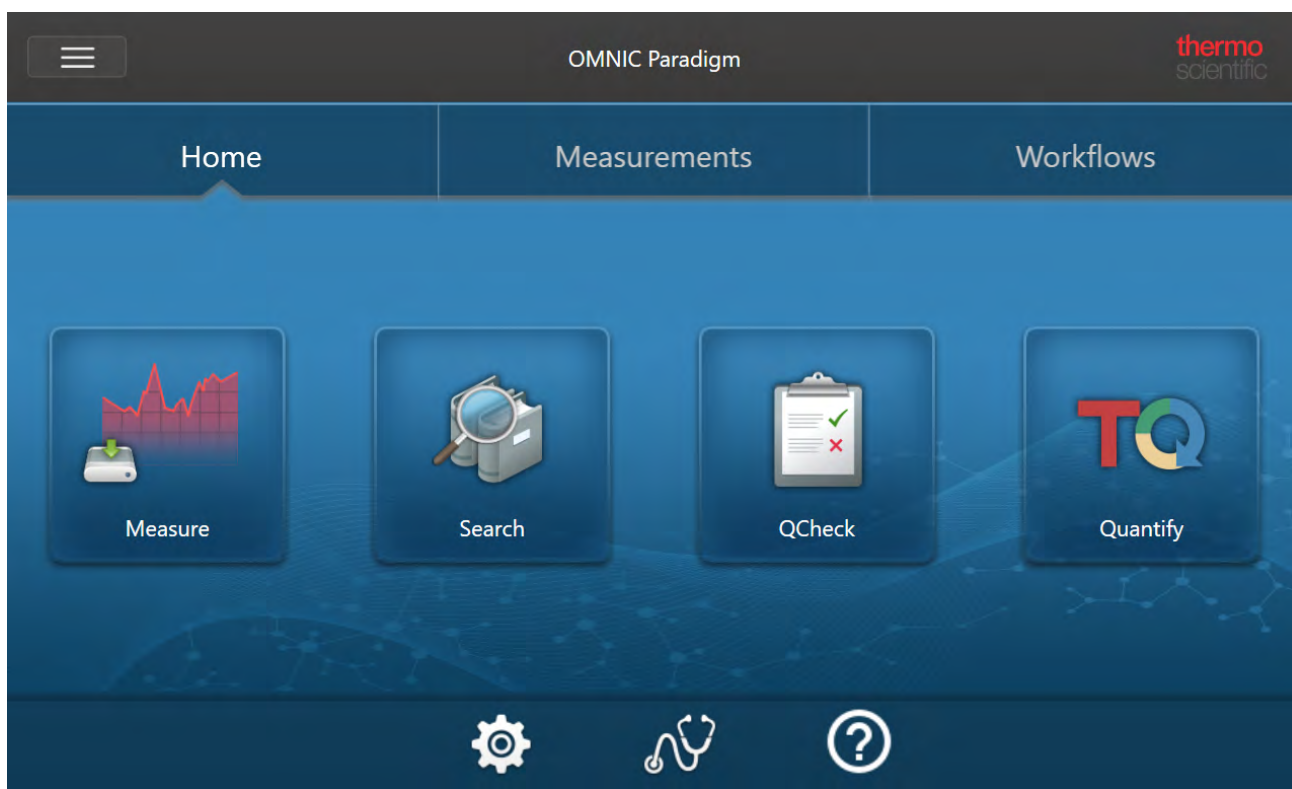 OMNIC Paradigm
thermo
scientific
Home
Measurements
Workflows
Measure
Search
QCheck
TQ
Quantify
?